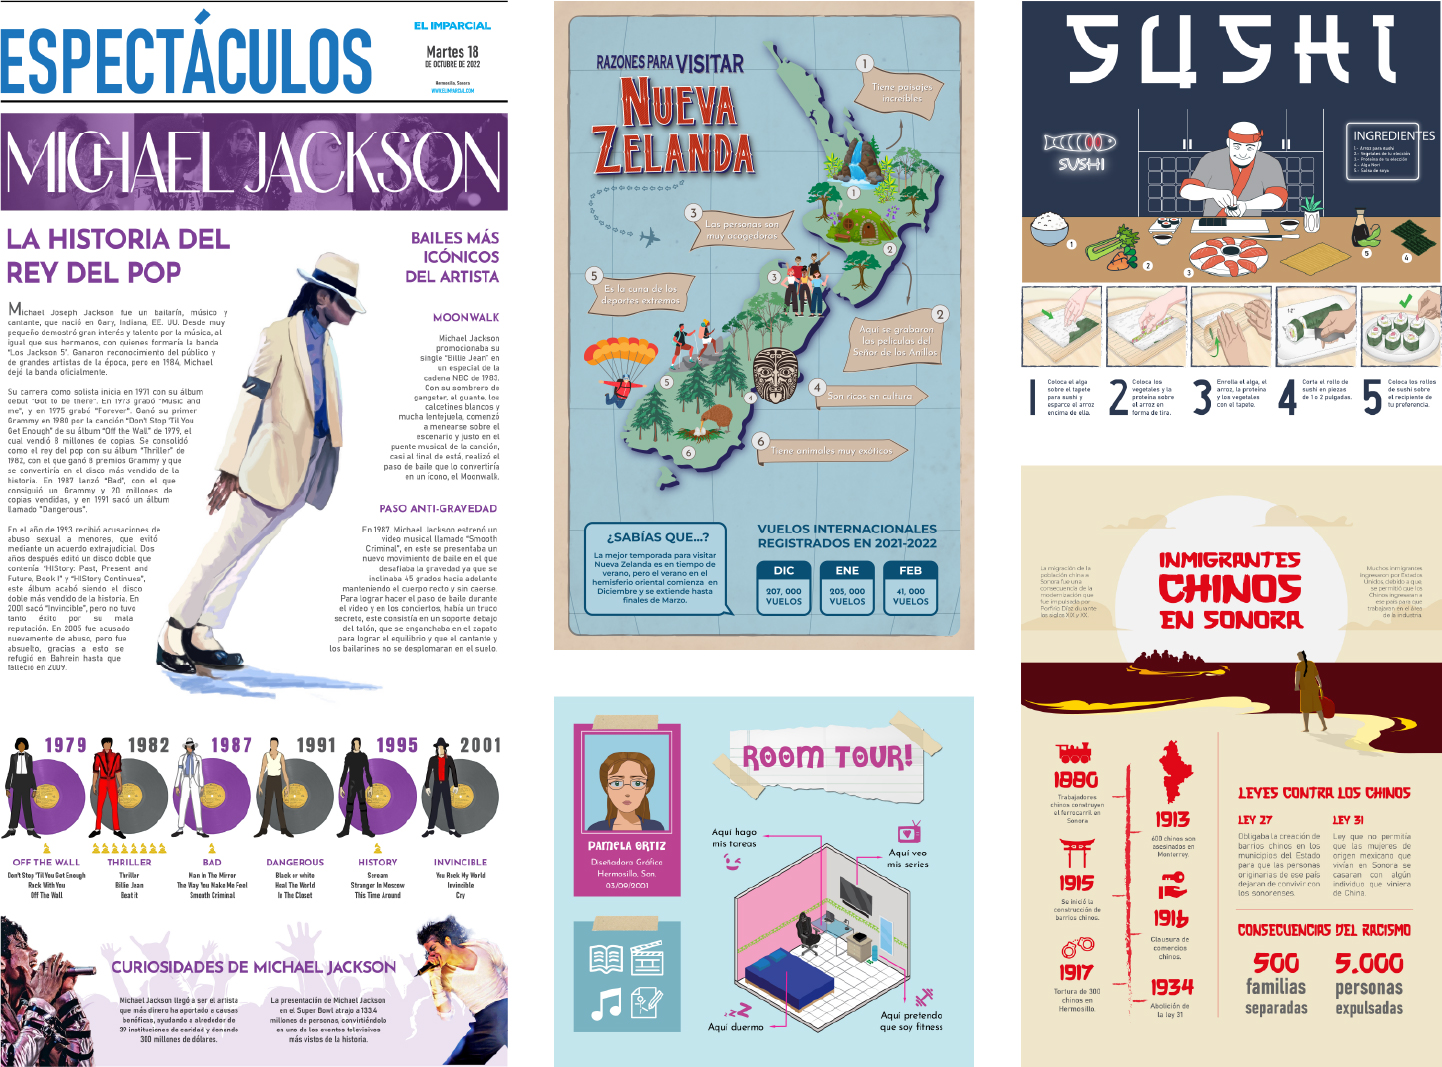 ESPECTÁCULOS
EL IMPARCIAL
Martes 18
DE OCTUBRE DE 2022
Hermosillo, Sonora
WWW.ELIMPARCIAL.COM
MICHAEL JACKSON
LA HISTORIA DEL
REY DEL POP
Michael Joseph Jackson fue un bailarín, músico y
cantante, que nació en Gary, Indiana, EE. UU. Desde muy
pequeño demostró gran interés y talento por la música, al
igual que sus hermanos, con quienes formaría la banda
"Los Jackson 5". Ganaron reconocimiento del público y
de grandes artistas de la época, pero en 1984, Michael
dejó la banda oficialmente.
Su carrera como solista inicia en 1971 con su álbum
debut "Got to be there". En 1973 grabó "Music and
me", y en 1975 grabó "Forever". Ganó su primer
Grammy en 1980 por la canción "Don't Stop 'Til You
Get Enough" de su álbum "Off the Wall" de 1979, el
cual vendió 8 millones de copias. Se consolidó
como el rey del pop con su álbum "Thriller" de
1982, con el que ganó 8 premios Grammy y que
se convertiría en el disco más vendido de la
historia. En 1987 lanzó "Bad", con el que
consiguió un Grammy y 20 millones de
copias vendidas, y en 1991 sacó un álbum
llamado "Dangerous".
En el año de 1993 recibió acusaciones de
abuso sexual a menores, que evitó
mediante un acuerdo extrajudicial. Dos
años después editó un disco doble que
contenía "HIStory: Past, Present and
Future, Book I" y "HIStory Continues",
este álbum acabó siendo el disco
doble más vendido de la historia. En
2001 sacó "Invincible", pero no tuvo
tanto éxito por su mala
reputación. En 2005 fue acusado
nuevamente de abuso, pero fue
absuelto, gracias a esto se
refugió en Bahrein hasta que
falleció en 2009.
BAILES MÁS
ICÓNICOS
DEL ARTISTA
MOONWALK
Michael Jackson
promocionaba su
single "Billie Jean" en
un especial de la
cadena NBC de 1983.
Con su sombrero de
gangster, el guante, los
calcetines blancos y
mucha lentejuela, comenzó
a menearse sobre el
escenario y justo en el
puente musical de la canción,
casi al final de está, realizó el
paso de baile que lo convertiría
en un ícono, el Moonwalk.
PASO ANTI-GRAVEDAD
En 1987, Michael Jackson estrenó un
video musical llamado "Smooth
Criminal", en este se presentaba un
nuevo movimiento de baile en el que
desafiaba la gravedad ya que se
inclinaba 45 grados hacia adelante
manteniendo el cuerpo recto y sin caerse.
Para lograr hacer el paso de baile durante
el video y en los conciertos, había un truco
secreto, este consistía en un soporte debajo
del talón, que se enganchaba en el zapato
para lograr el equilibrio y que el cantante y
los bailarines no se desplomaran en el suelo.
1979 1982 1987 1991 1995 2001
OFF THE WALL
Don't Stop 'Til You Get Enough
Rock With You
Off The Wall
THRILLER
Thriller
Billie Jean
Beat it
BAD
Man In The Mirror
The Way You Make Me Feel
Smooth Criminal
DANGEROUS
Black or white
Heal The World
In The Closet
HISTORY
Scream
Stranger In Moscow
This Time Around
INVINCIBLE
You Rock My World
Invincible
Cry
CURIOSIDADES DE MICHAEL JACKSON
Michael Jackson llegó a ser el artista
que más dinero ha aportado a causas
benéficas, ayudando a alrededor de
39 instituciones de caridad y donando
300 millones de dólares.
La presentación de Michael Jackson
en el Super Bowl atrajo a 133.4
millones de personas, convirtiéndolo
en uno de los eventos televisivos
más vistos de la historia.
RAZONES PARA VISITAR
NUEVA
ZELANDA
1
Tiene paisajes
increíbles
3
Las personas son
muy acogedoras
5
Es la cuna de los
deportes extremos
2
Aquí se grabaron
las películas del
Señor de los Anillos
4
Son ricos en cultura
6
Tiene animales muy exóticos
1
2
3
4
5
6
¿SABÍAS QUE...?
La mejor temporada para visitar
Nueva Zelanda es en tiempo de
verano, pero el verano en el
hemisferio oriental comienza en
Diciembre y se extiende hasta
finales de Marzo.
VUELOS INTERNACIONALES
REGISTRADOS EN 2021-2022
DIC
207, 000
VUELOS
ENE
205, 000
VUELOS
FEB
41, 000
VUELOS
PAMELA ORTIZ
Diseñadora Gráfica
Hermosillo, Son.
03/09/2001
ROOM TOUR!
Aquí hago
mis tareas
Aquí veo
mis series
Aquí duermo
Aquí pretendo
que soy fitness
SUSHI
SUSHI
INGREDIENTES
1.- Arroz para sushi
2.- Vegetales de tu elección
3.- Proteína de tu elección
4.- Alga Nori
5.- Salsa de soya
1
2
3
5
4
1/2"
1 Coloca el alga
sobre el tapete
para sushi y
esparce el arroz
encima de ella.
2 Coloca los
vegetales y la
proteína sobre
el arroz en
forma de tira.
3 Enrolla el alga, el
arroz, la proteína
y los vegetales
con el tapete.
4 Corta el rollo de
sushi en piezas
de 1 o 2 pulgadas.
5 Coloca los rollos
de sushi sobre
el recipiente de
tu preferencia.
INMIGRANTES
CHINOS
EN SONORA
La migración de la
población china a
Sonora fue una
consecuencia de la
modernización que
fue impulsada por
Porfirio Díaz durante
los siglos XIX y XX.
Muchos inmigrantes
ingresaron por Estados
Unidos, debido a que,
se permitió que los
Chinos ingresaran a
ese país para que
trabajaran en el área
de la industria.
1880
Trabajadores
chinos construyen
el ferrocarril en
Sonora
1913
600 chinos son
asesinados en
Monterrey.
1915
Se inició la
construcción de
barrios chinos.
1916
Clausura de
comercios
chinos.
1917
Tortura de 300
chinos en
Hermosillo.
1934
Abolición de
la ley 31
LEYES CONTRA LOS CHINOS
LEY 27
Obligaba la creación de
barrios chinos en los
municipios del Estado
para que las personas
originarias de ese país
dejaran de convivir con
los sonorenses.
LEY 31
Ley que no permitía
que las mujeres de
origen mexicano que
vivían en Sonora se
casaran con algún
individuo que viniera
de China.
CONSECUENCIAS DEL RACISMO
500
familias
separadas
5.000
personas
expulsadas